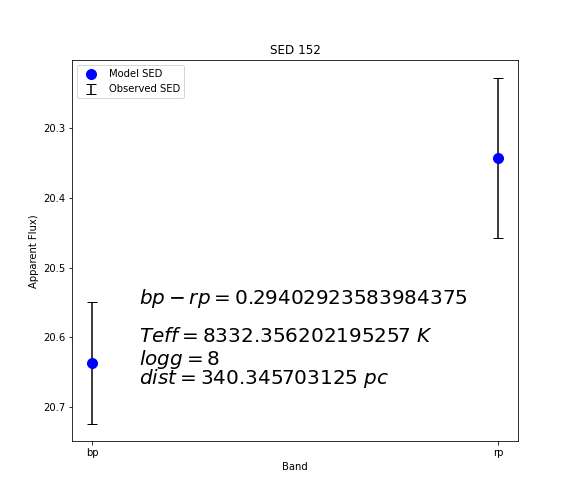 SED 152
Model SED
Observed SED
20.3
20.4
20.5
20.6
20.7
Apparent Flux)
bp − rp = 0.29402923583984375
Teff = 8332.356202195257 K
logg = 8
dist = 340.345703125 pc
bp
rp
Band